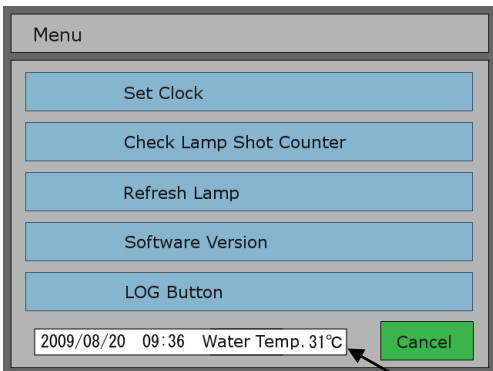 Menu
Set Clock
Check Lamp Shot Counter
Refresh Lamp
Software Version
LOG Button
2009/08/20 09:36 Water Temp. 31℃
Cancel